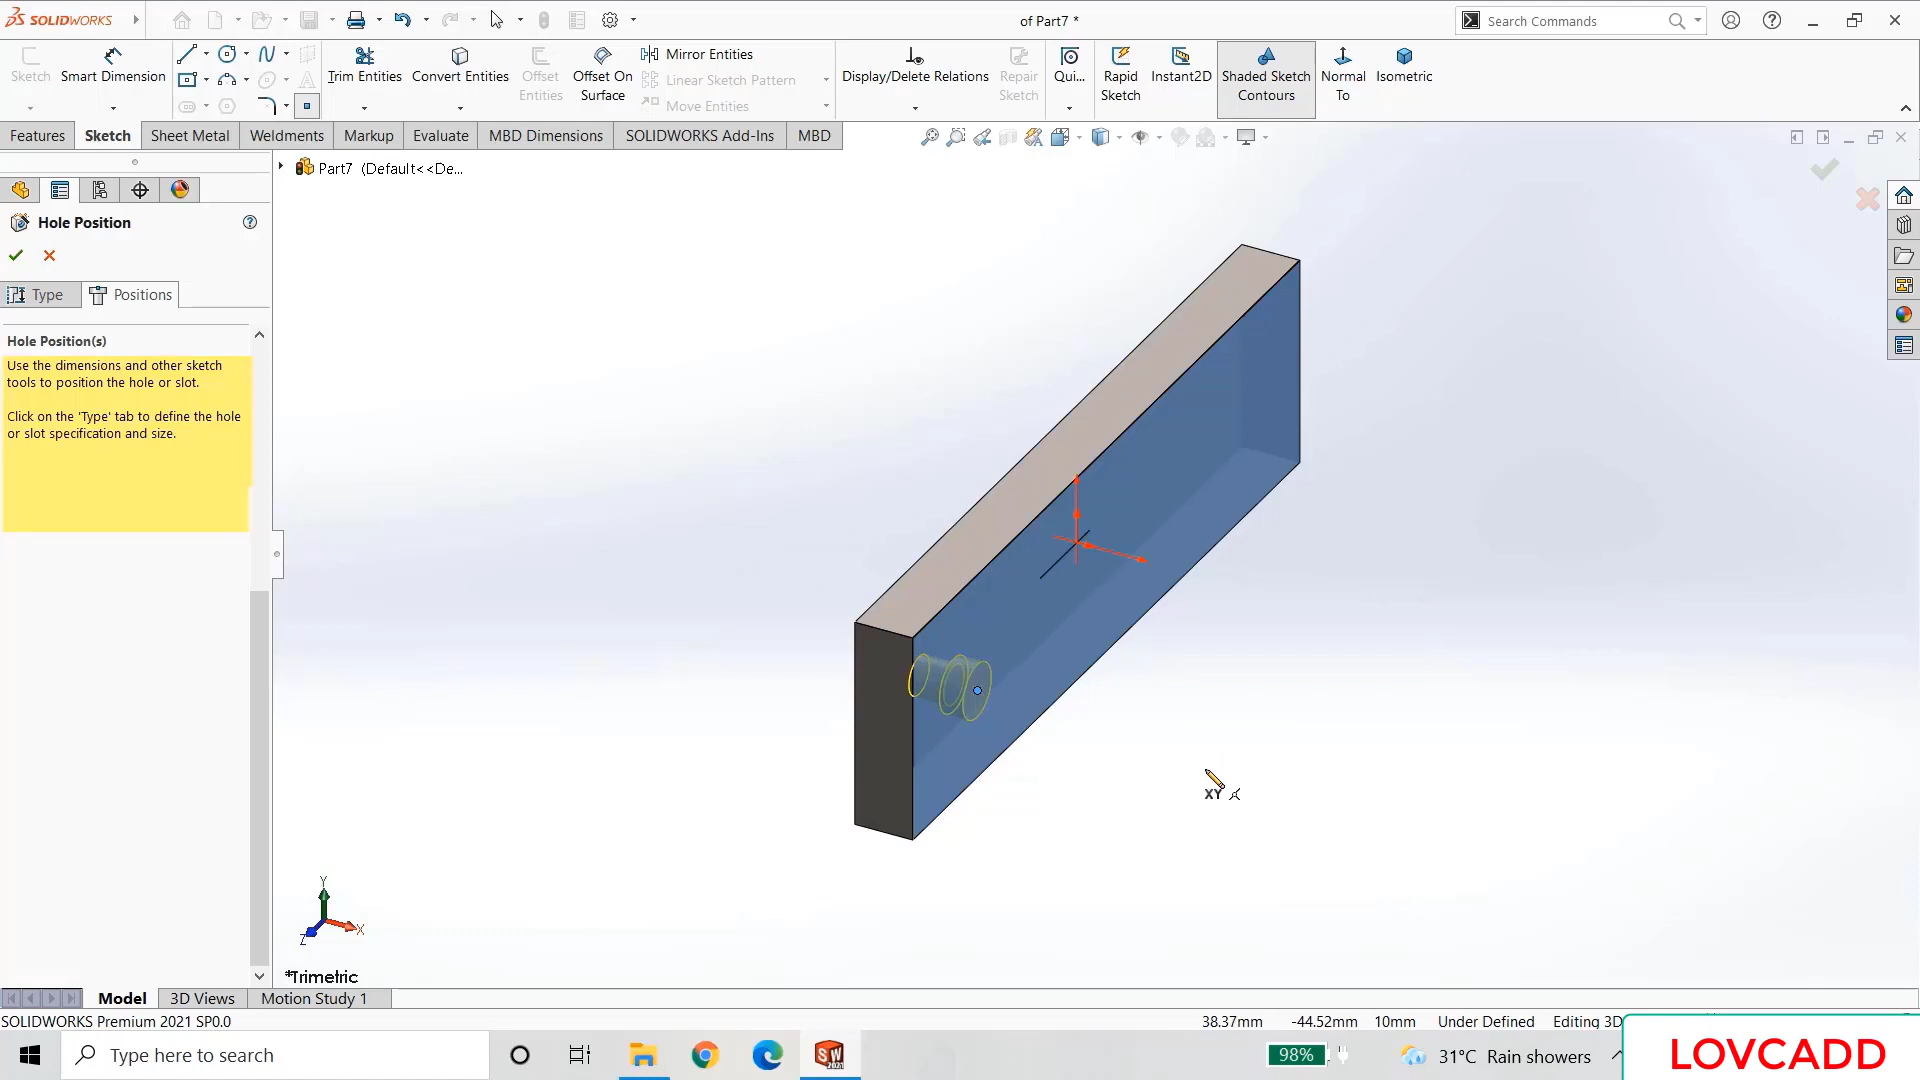 SOLIDWORKS
of Part7 *
Search Commands
Sketch
Smart Dimension
Trim Entities
Convert Entities
Offset
Entities
Offset On
Surface
Mirror Entities
Linear Sketch Pattern
Move Entities
Display/Delete Relations
Repair
Sketch
Qui...
Rapid
Sketch
Instant2D
Shaded Sketch
Contours
Normal
To
Isometric
Features
Sketch
Sheet Metal
Weldments
Markup
Evaluate
MBD Dimensions
SOLIDWORKS Add-Ins
MBD
Part7 (Default<<De...
Hole Position
Type
Positions
Hole Position(s)
Use the dimensions and other sketch
tools to position the hole or slot.
Click on the 'Type' tab to define the hole
or slot specification and size.
XY
Y
X
Z
*Trimetric
Model
3D Views
Motion Study 1
SOLIDWORKS Premium 2021 SP0.0
38.37mm
-44.52mm
10mm
Under Defined
Editing 3D
Type here to search
SW
2021
98%
31°C Rain showers
LOVCADD